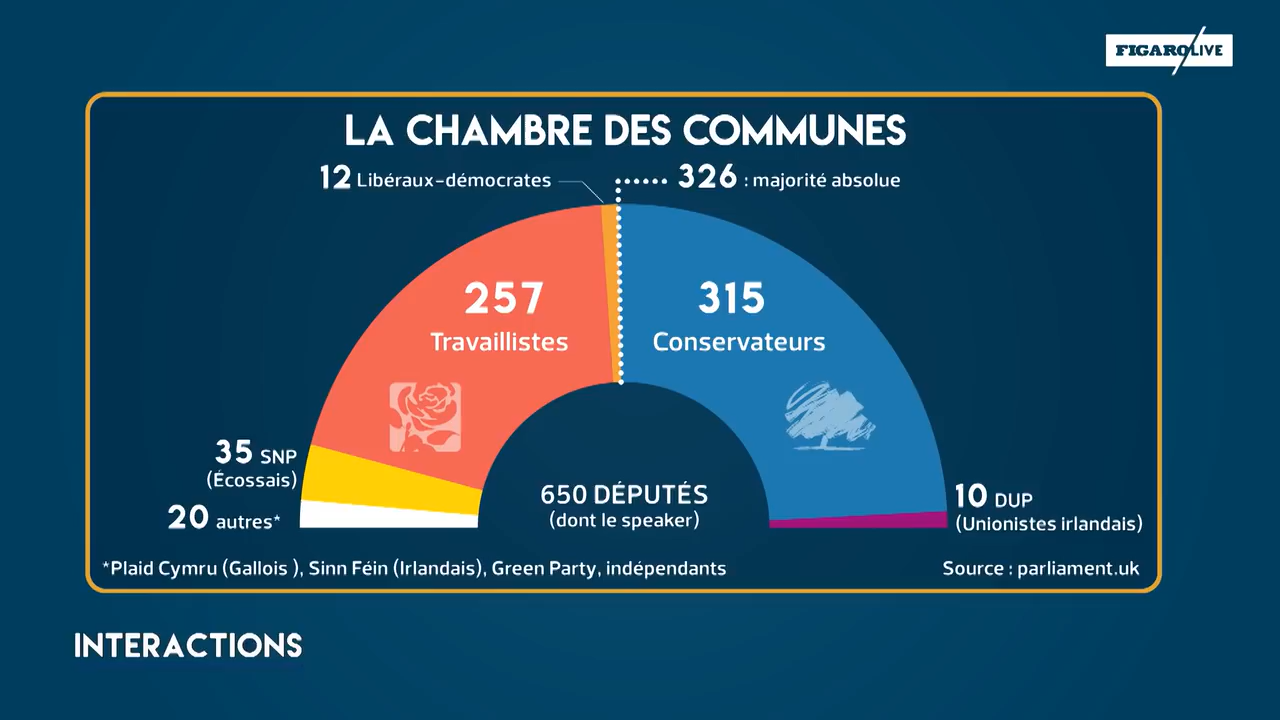 FIGARO LIVE
LA CHAMBRE DES COMMUNES
12 Libéraux-démocrates
326 : majorité absolue
257
Travaillistes
315
Conservateurs
35 SNP
(Écossais)
20 autres*
650 DÉPUTÉS
(dont le speaker)
10 DUP
(Unionistes irlandais)
*Plaid Cymru (Gallois ), Sinn Féin (Irlandais), Green Party, indépendants
Source : parliament.uk
INTERACTIONS